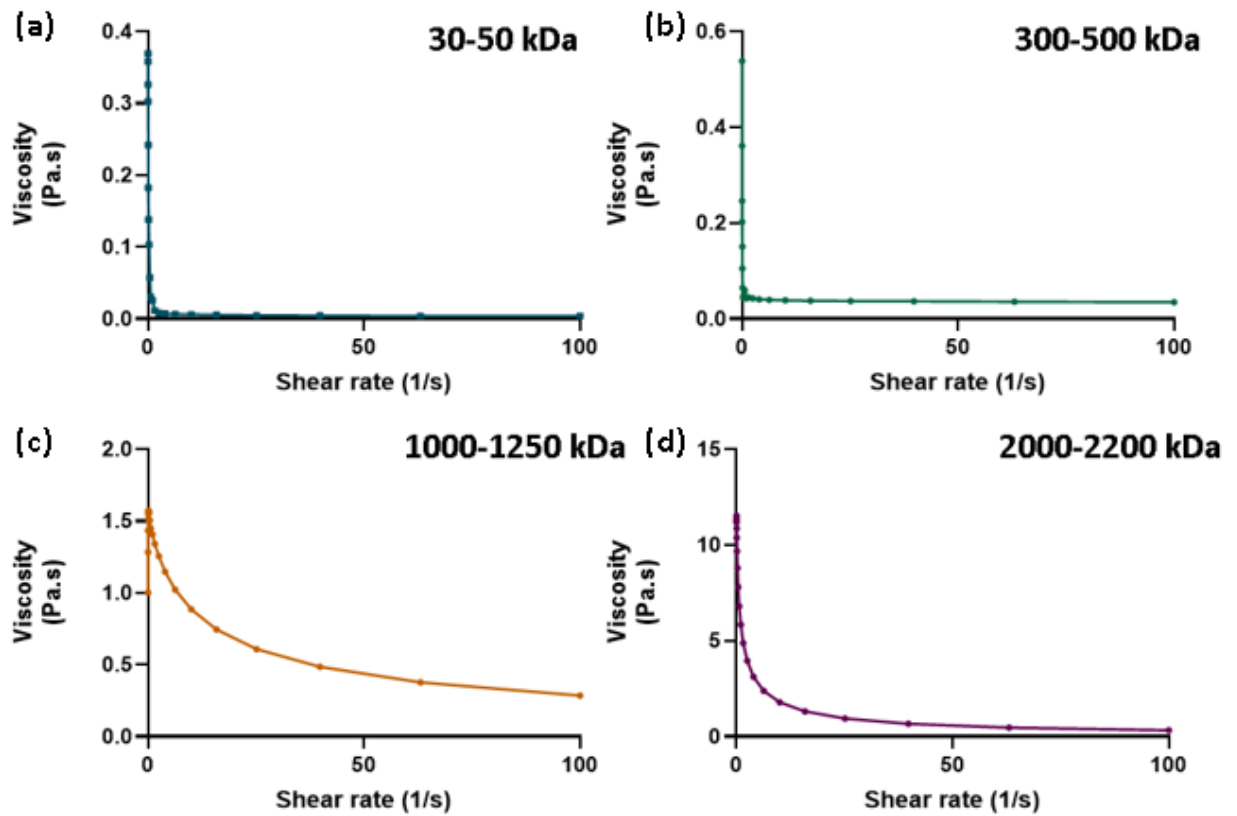 (a)
30-50 kDa
Viscosity
(Pa.s)
0.4
0.3
0.2
0.1
0.0
0
50
100
Shear rate (1/s)
(b)
300-500 kDa
Viscosity
(Pa.s)
0.6
0.4
0.2
0.0
0
50
100
Shear rate (1/s)
(c)
1000-1250 kDa
Viscosity
(Pa.s)
2.0
1.5
1.0
0.5
0.0
0
50
100
Shear rate (1/s)
(d)
2000-2200 kDa
Viscosity
(Pa.s)
15
10
5
0
0
50
100
Shear rate (1/s)